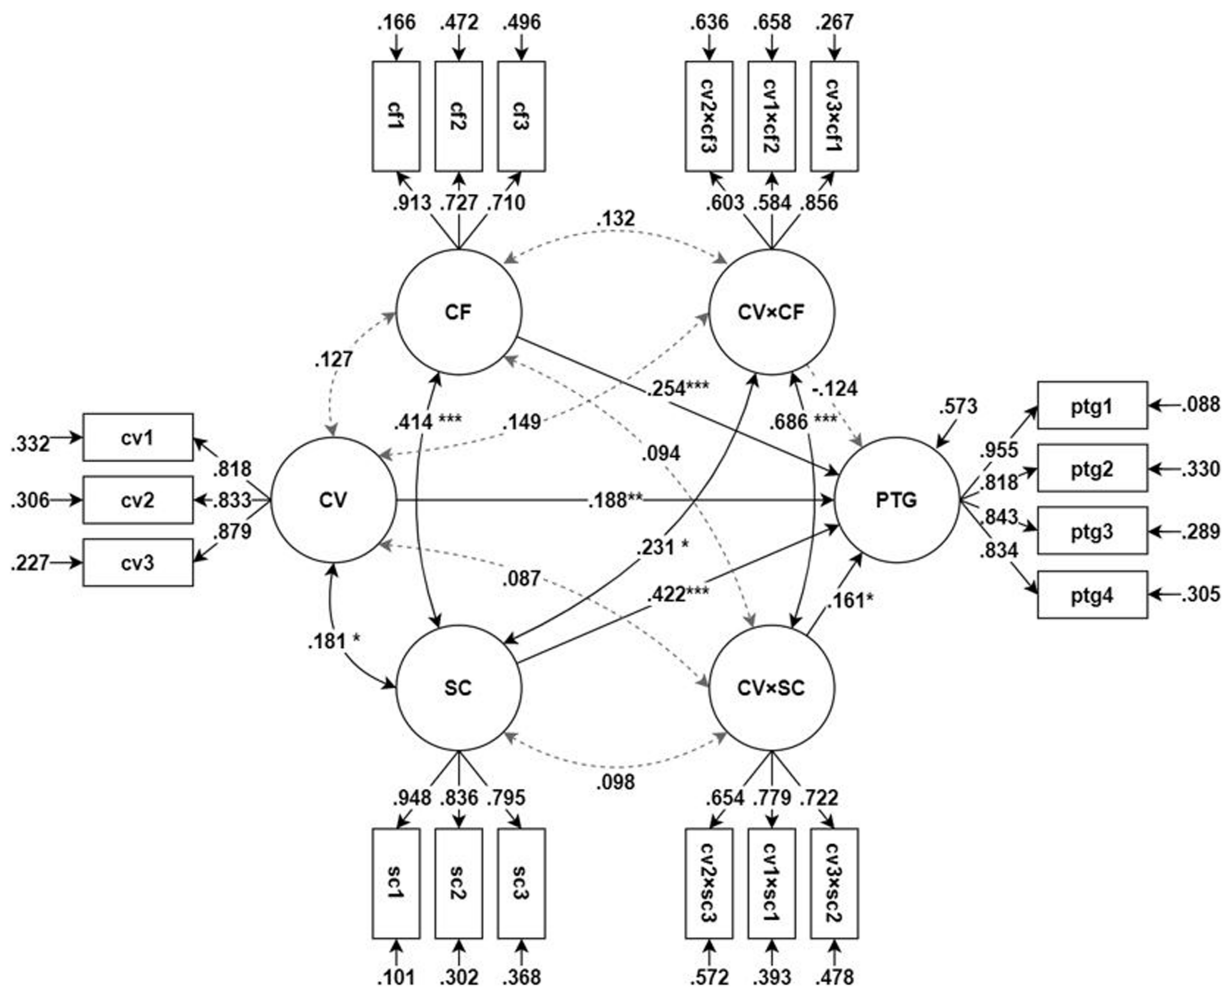 .166 .472 .496 .636 .658 .267
cf1 cf2 cf3 cv2×cf3 cv1×cf2 cv3×cf1
.913 .727 .710 .603 .584 .856
.132
CF CV×CF
.127
.254*** -.124
.414 *** .149 .686 *** .573
ptg1 .088
.332 cv1 .818
.094
.955
.818 ptg2 .330
.306 cv2 .833 CV .188** PTG
.843 ptg3 .289
.879
.227 cv3
.231 *
.834
.087
.422*** .161* ptg4 .305
.181 *
SC CV×SC
.098
.948 .836 .795 .654 .779 .722
sc1 sc2 sc3 cv2×sc3 cv1×sc1 cv3×sc2
.101 .302 .368 .572 .393 .478